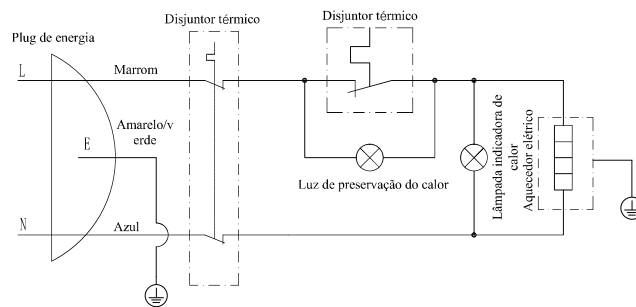 Disjuntor térmico
Disjuntor térmico
Plug de energia
L
Marrom
Amarelo/v
erde
E
Luz de preservação do calor
Lâmpada indicadora de
calor
Aquecedor elétrico
N
Azul